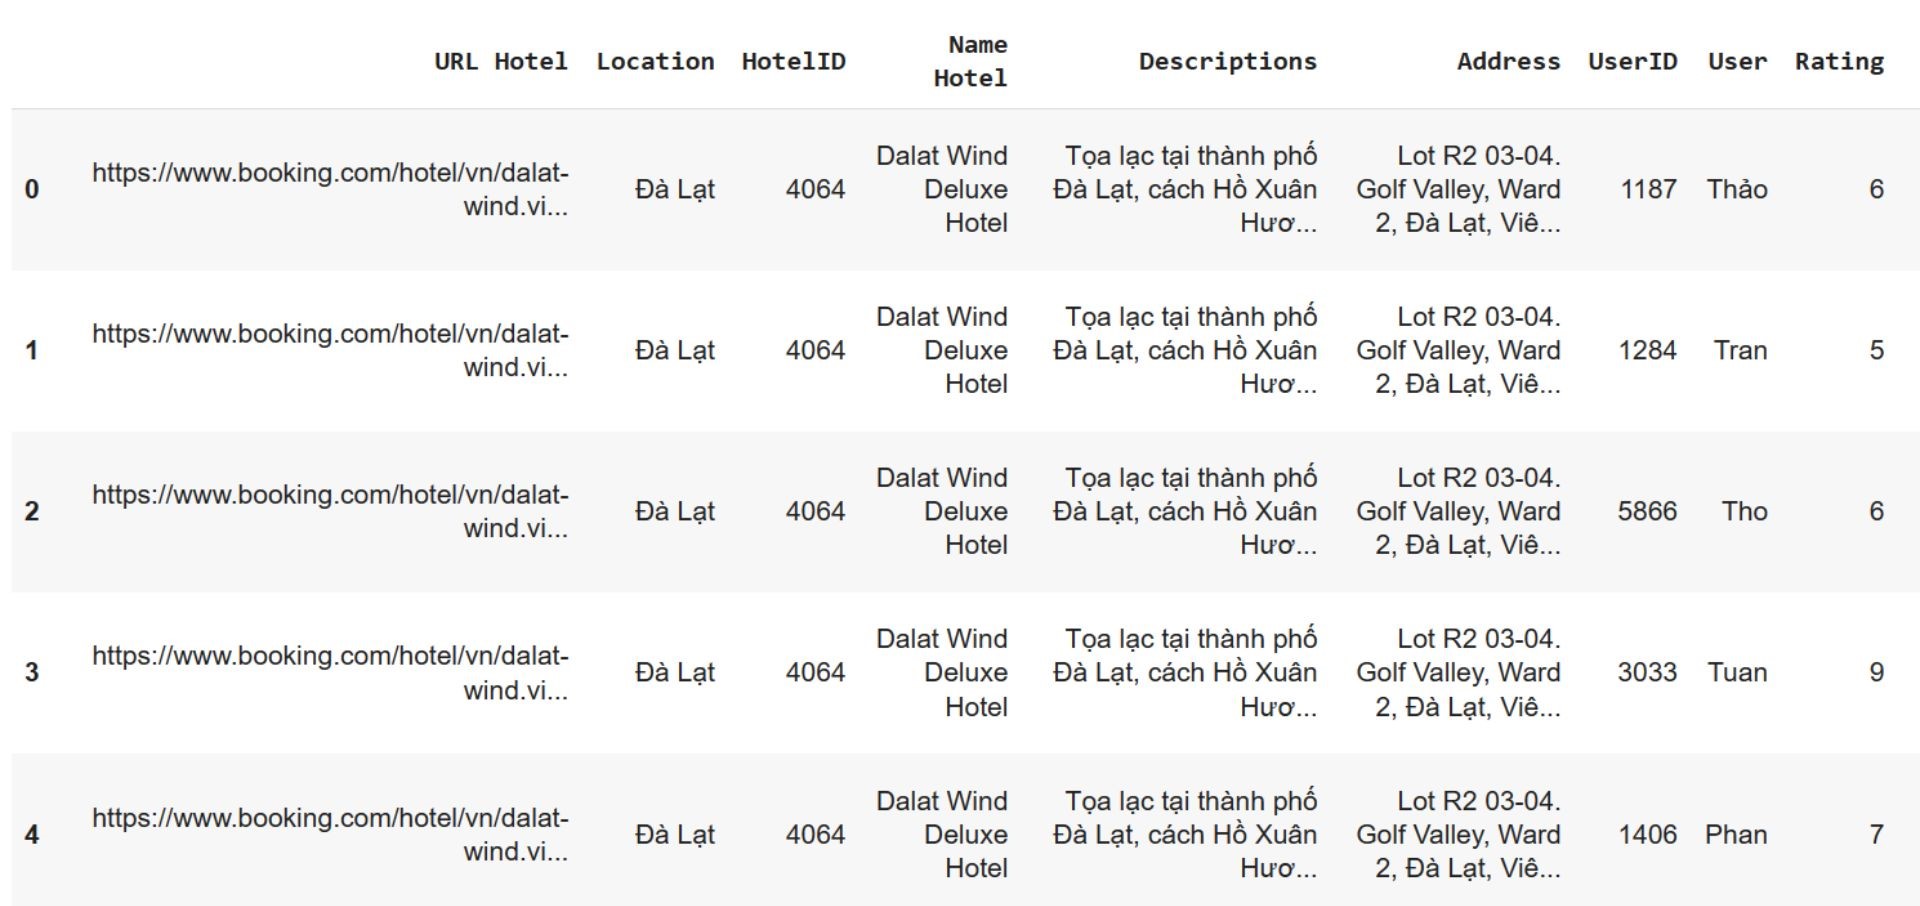 URL Hotel Location HotelID Name Hotel Descriptions Address UserID User Rating
0 https://www.booking.com/hotel/vn/dalat-wind.vi... Đà Lạt 4064 Dalat Wind Deluxe Hotel Tọa lạc tại thành phố Đà Lạt, cách Hồ Xuân Hươ... Lot R2 03-04. Golf Valley, Ward 2, Đà Lạt, Viê... 1187 Thảo 6
1 https://www.booking.com/hotel/vn/dalat-wind.vi... Đà Lạt 4064 Dalat Wind Deluxe Hotel Tọa lạc tại thành phố Đà Lạt, cách Hồ Xuân Hươ... Lot R2 03-04. Golf Valley, Ward 2, Đà Lạt, Viê... 1284 Tran 5
2 https://www.booking.com/hotel/vn/dalat-wind.vi... Đà Lạt 4064 Dalat Wind Deluxe Hotel Tọa lạc tại thành phố Đà Lạt, cách Hồ Xuân Hươ... Lot R2 03-04. Golf Valley, Ward 2, Đà Lạt, Viê... 5866 Tho 6
3 https://www.booking.com/hotel/vn/dalat-wind.vi... Đà Lạt 4064 Dalat Wind Deluxe Hotel Tọa lạc tại thành phố Đà Lạt, cách Hồ Xuân Hươ... Lot R2 03-04. Golf Valley, Ward 2, Đà Lạt, Viê... 3033 Tuan 9
4 https://www.booking.com/hotel/vn/dalat-wind.vi... Đà Lạt 4064 Dalat Wind Deluxe Hotel Tọa lạc tại thành phố Đà Lạt, cách Hồ Xuân Hươ... Lot R2 03-04. Golf Valley, Ward 2, Đà Lạt, Viê... 1406 Phan 7